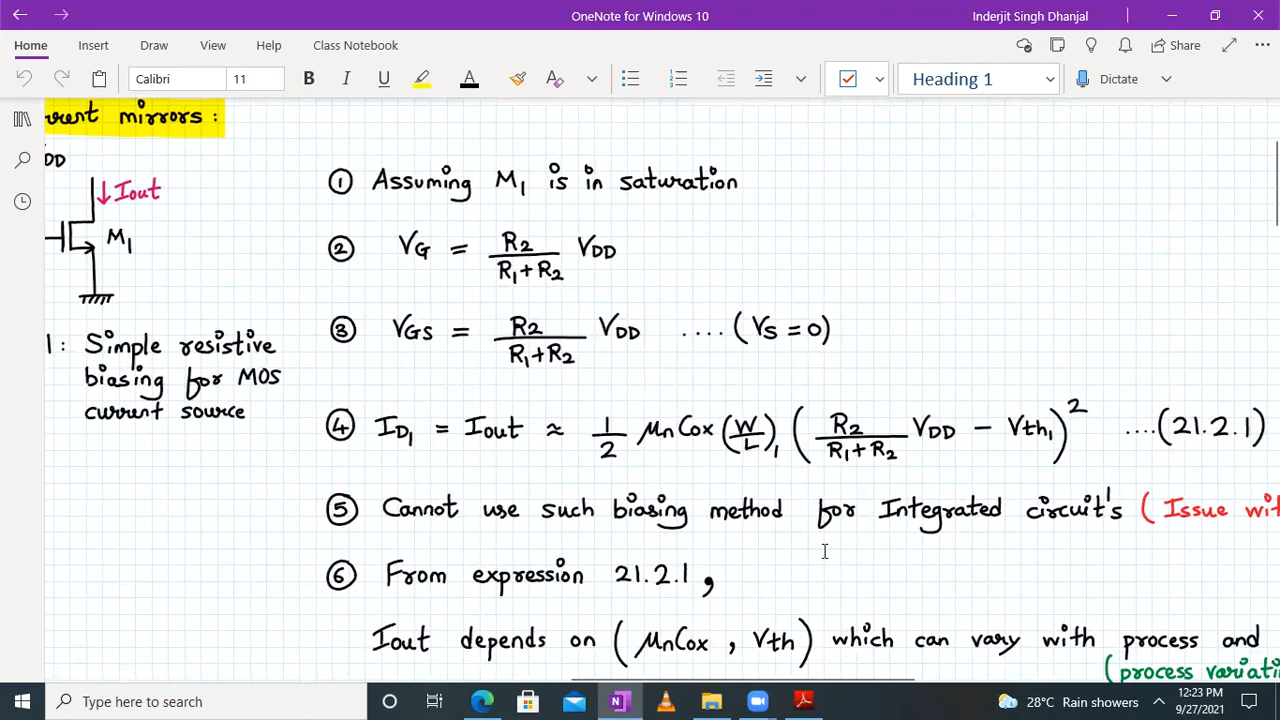 OneNote for Windows 10
Inderjit Singh Dhanjal
Home Insert Draw View Help Class Notebook
Share
Calibri 11 B I U A Heading 1 Dictate
rrent mirrors :
DD
↓ Iout
M1
1 : Simple resistive
biasing for MOS
current source
① Assuming M1 is in saturation
② VG = R2/(R1+R2) VDD
③ VGS = R2/(R1+R2) VDD ....( VS = 0)
④ ID1 = Iout ≈ 1/2 μnCox (W/L)1 ( R2/(R1+R2) VDD - Vth1 )^2 ....(21.2.1)
⑤ Cannot use such biasing method for Integrated circuit's ( Issue wit
⑥ From expression 21.2.1 ,
Iout depends on ( μnCox , Vth ) which can vary with process and
( process variati
Type here to search
28°C Rain showers
12:23 PM
9/27/2021